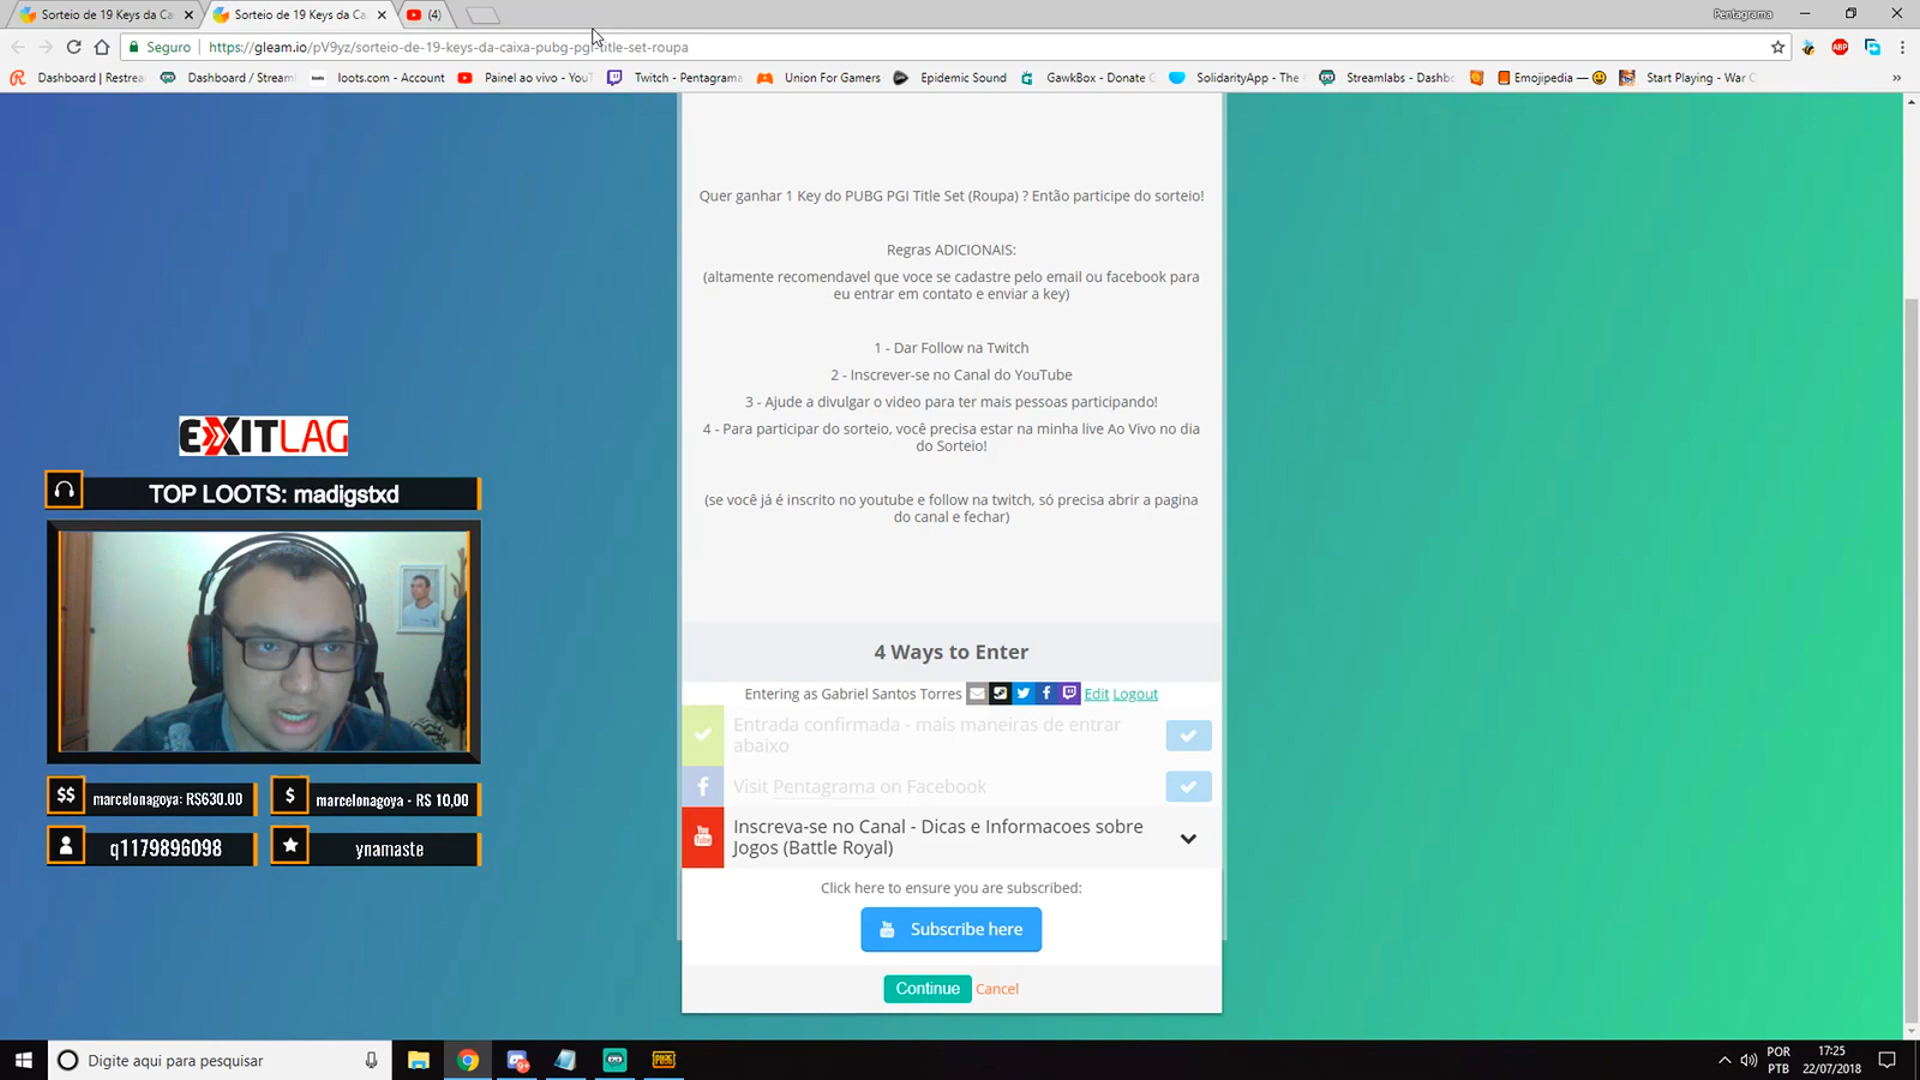 Sorteio de 19 Keys da Ca
Sorteio de 19 Keys da Ca
(4)
Pentagrama
Seguro
https://gleam.io/pV9yz/sorteio-de-19-keys-da-caixa-pubg-pgi-title-set-roupa
ABP
Dashboard | Restrea
Dashboard / Streaml
loots.com - Account
Painel ao vivo - YouT
Twitch - Pentagrama
Union For Gamers
Epidemic Sound
GawkBox - Donate G
SolidarityApp - The
Streamlabs - Dashbo
Emojipedia —
Start Playing - War
Quer ganhar 1 Key do PUBG PGI Title Set (Roupa) ? Então participe do sorteio!
Regras ADICIONAIS:
(altamente recomendavel que voce se cadastre pelo email ou facebook para
eu entrar em contato e enviar a key)
1 - Dar Follow na Twitch
2 - Inscrever-se no Canal do YouTube
3 - Ajude a divulgar o video para ter mais pessoas participando!
4 - Para participar do sorteio, você precisa estar na minha live Ao Vivo no dia
do Sorteio!
(se você já é inscrito no youtube e follow na twitch, só precisa abrir a pagina
do canal e fechar)
EXITLAG
TOP LOOTS: madigstxd
$$ marcelonagoya: R$630.00
$ marcelonagoya - R$ 10,00
q1179896098
ynamaste
4 Ways to Enter
Entering as Gabriel Santos Torres
Edit Logout
Entrada confirmada - mais maneiras de entrar
abaixo
Visit Pentagrama on Facebook
You
Tube
Inscreva-se no Canal - Dicas e Informacoes sobre
Jogos (Battle Royal)
Click here to ensure you are subscribed:
Subscribe here
Continue Cancel
Digite aqui para pesquisar
9+
PUBG
POR
PTB
17:25
22/07/2018